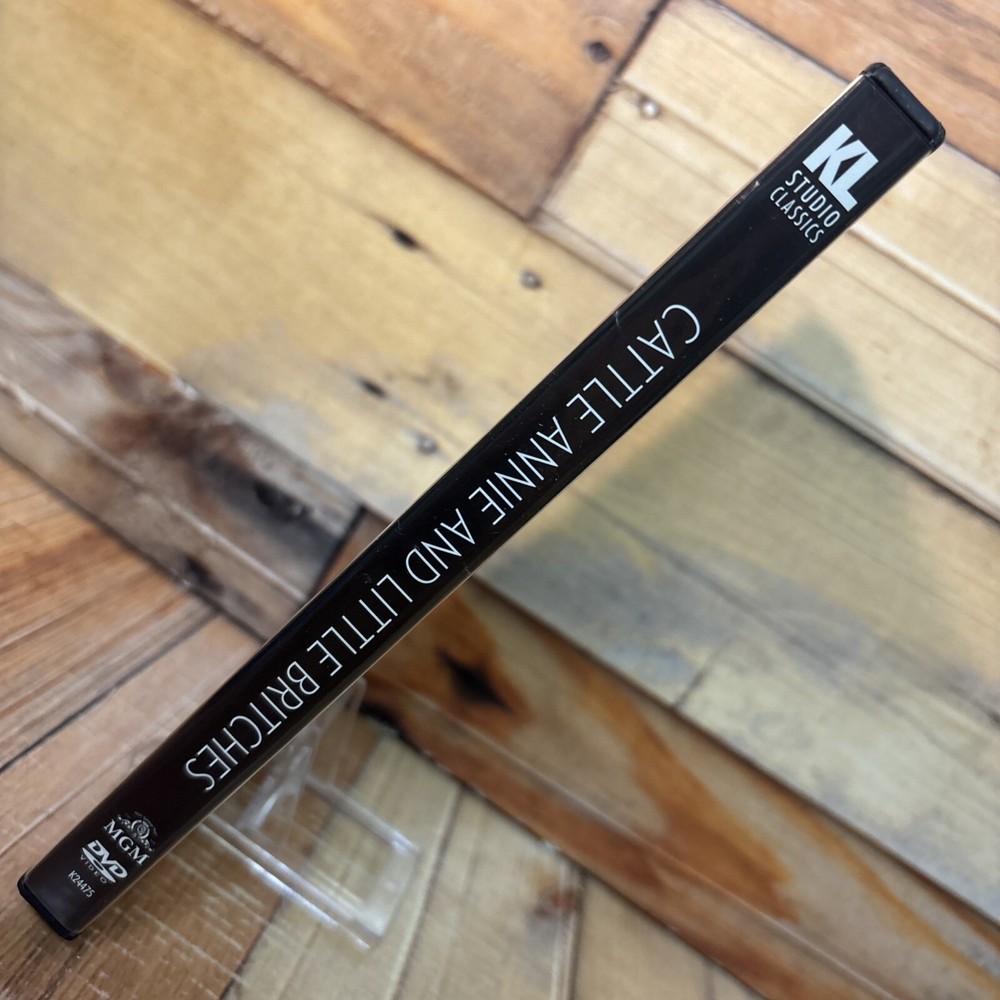 KL
STUDIO
CLASSICS
CATTLE ANNIE AND LITTLE BRITCHES
MGM
DVD
VIDEO
K24475